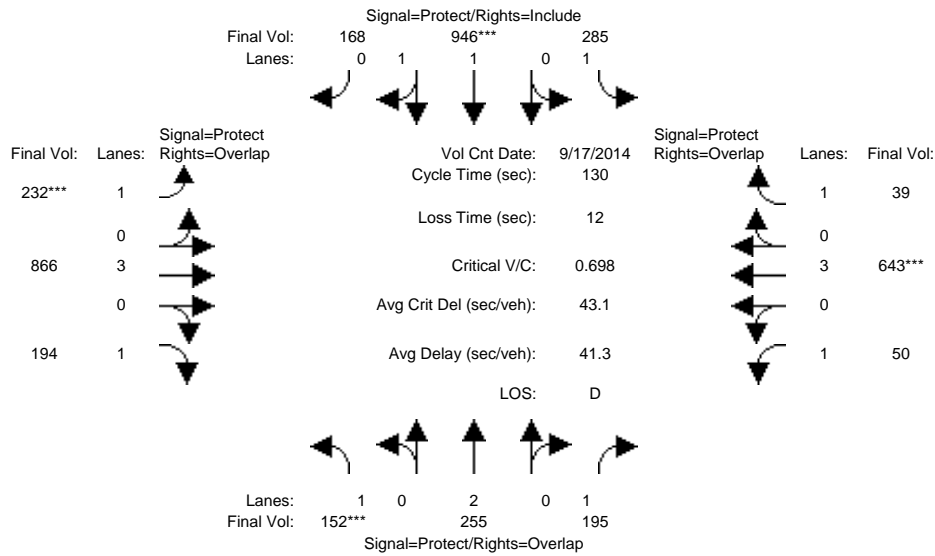 Signal=Protect/Rights=Include
Final Vol: 168 946*** 285
Lanes: 0 1 1 0 1
Signal=Protect Signal=Protect
Final Vol: Lanes: Rights=Overlap Vol Cnt Date: 9/17/2014 Rights=Overlap Lanes: Final Vol:
Cycle Time (sec): 130
232*** 1 1 39
Loss Time (sec): 12
0 0
866 3 Critical V/C: 0.698 3 643***
0 Avg Crit Del (sec/veh): 43.1 0
194 1 Avg Delay (sec/veh): 41.3 1 50
LOS: D
Lanes: 1 0 2 0 1
Final Vol: 152*** 255 195
Signal=Protect/Rights=Overlap